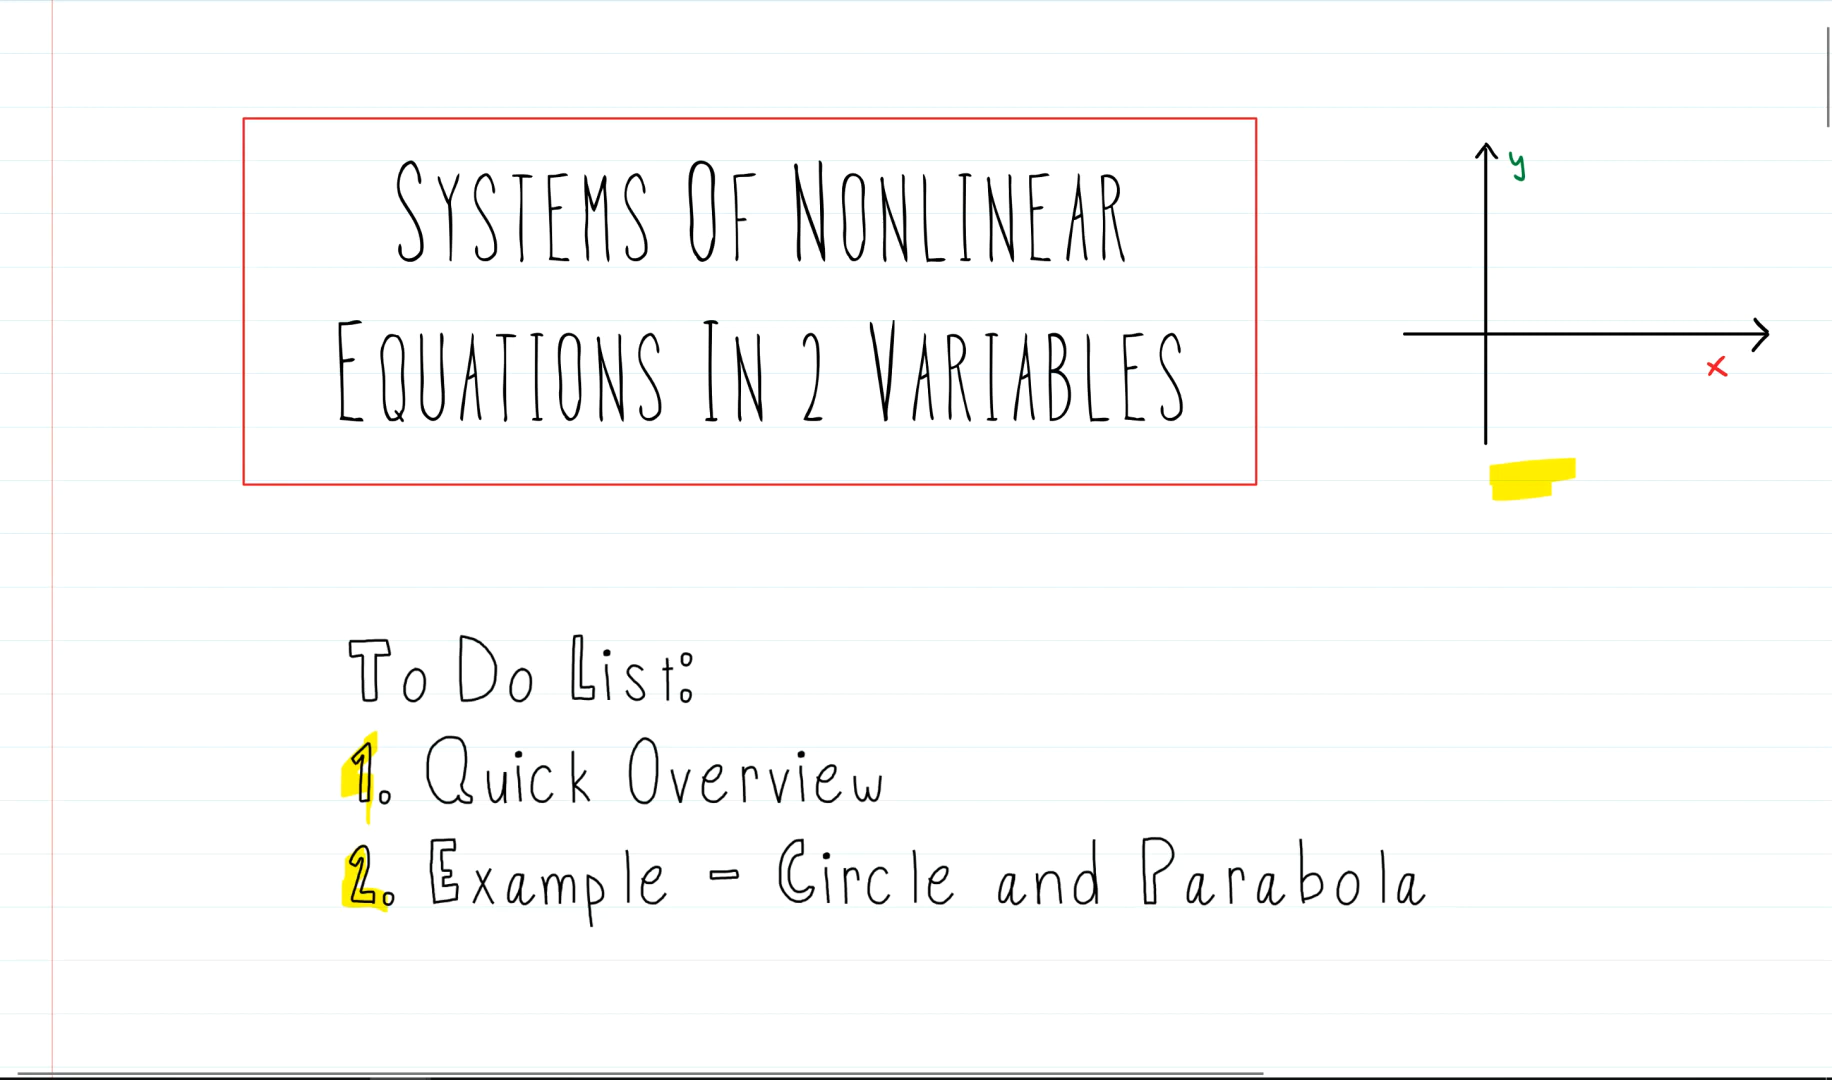 SYSTEMS OF NONLINEAR
EQUATIONS IN 2 VARIABLES
y
x
To Do List:
1. Quick Overview
2. Example - Circle and Parabola